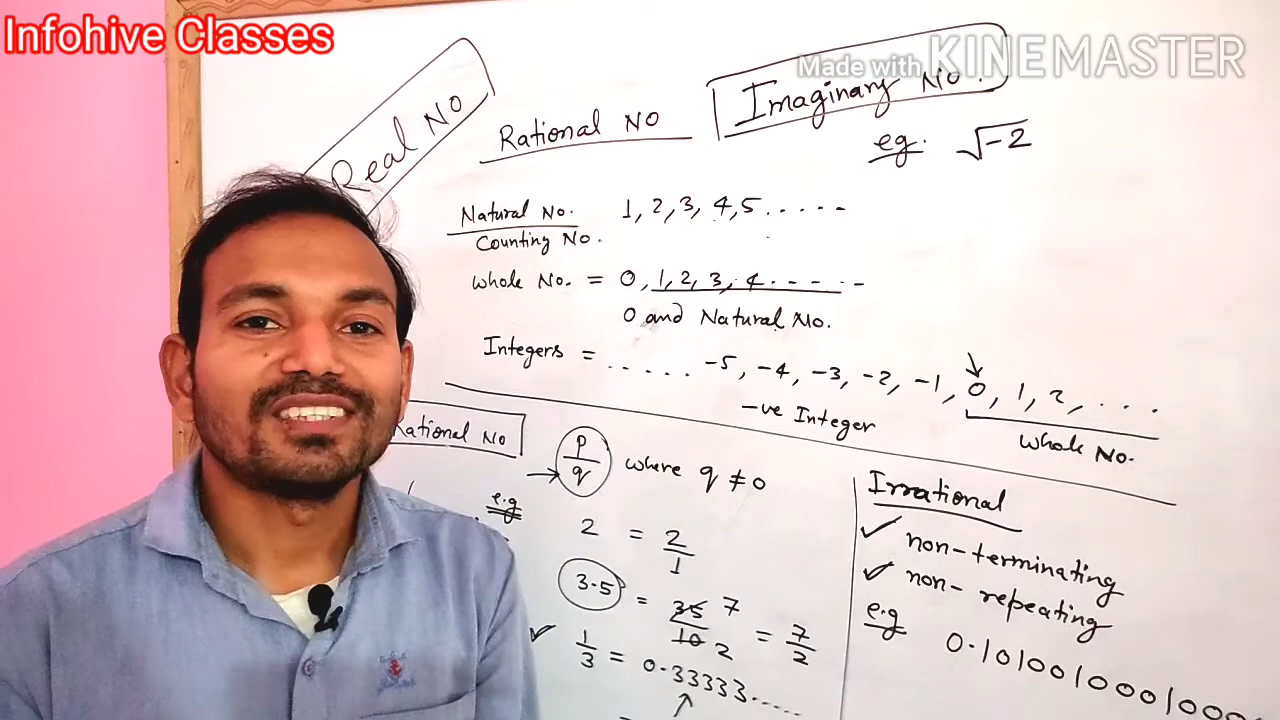 Infohive Classes
Made with KINEMASTER
Real NO
Rational NO
Imaginary No.
eg. √-2
Natural No. 1, 2, 3, 4, 5 . . . . . -
Counting No.
Whole No. = 0, 1, 2, 3, 4 . . - - . - -
0 and Natural No.
Integers = . . . . . . -5, -4, -3, -2, -1, 0, 1, 2, . . .
-ve Integer
Whole No.
Rational No
P/q where q ≠ 0
e.g
2 = 2/1
3.5 = 35/10 7 2 = 7/2
✓ 1/3 = 0.33333.....
Irrational
✓ non-terminating
✓ non-repeating
e.g 0.1010010001000